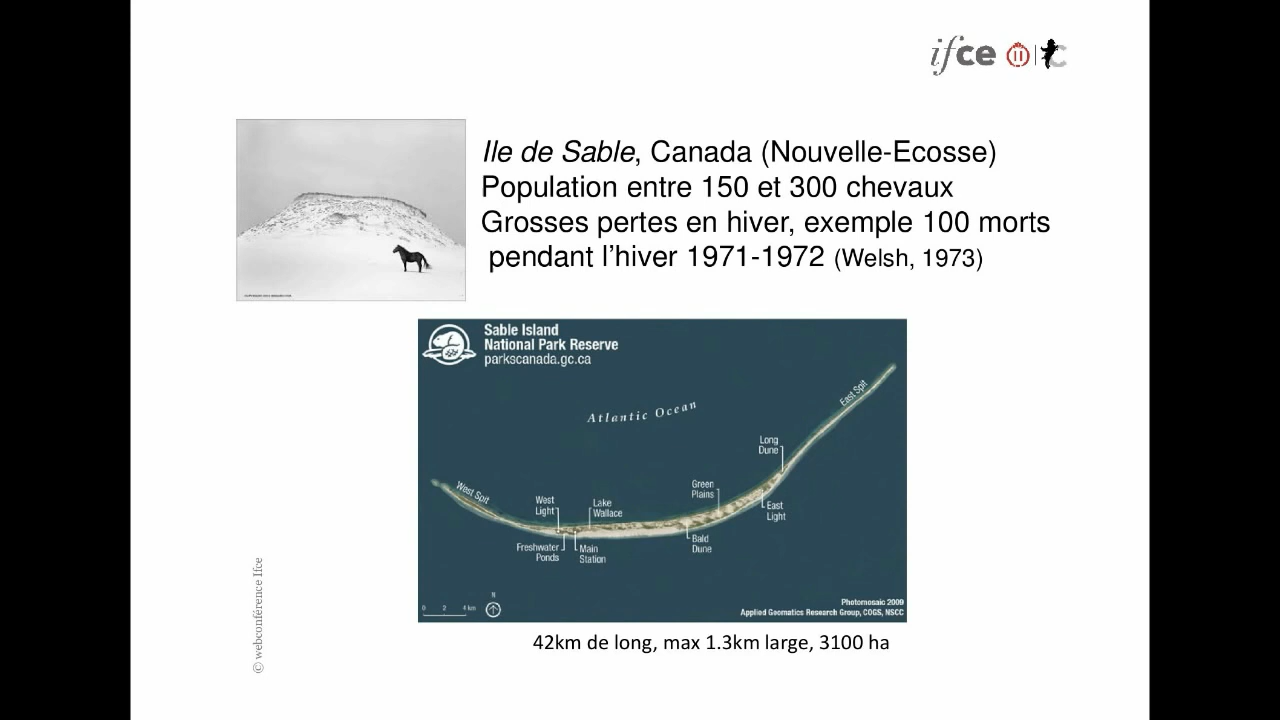 ifce
Ile de Sable, Canada (Nouvelle-Ecosse)
Population entre 150 et 300 chevaux
Grosses pertes en hiver, exemple 100 morts
pendant l'hiver 1971-1972 (Welsh, 1973)
Sable Island
National Park Reserve
parkscanada.gc.ca
Atlantic Ocean
East Spit
Long
Dune
West Spit
Green
Plains
West
Light
Lake
Wallace
East
Light
Freshwater
Ponds
Main
Station
Bald
Dune
N
0 2 4 km
Photomosaic 2009
Applied Geomatics Research Group, COGS, NSCC
42km de long, max 1.3km large, 3100 ha
© webconférence Ifce